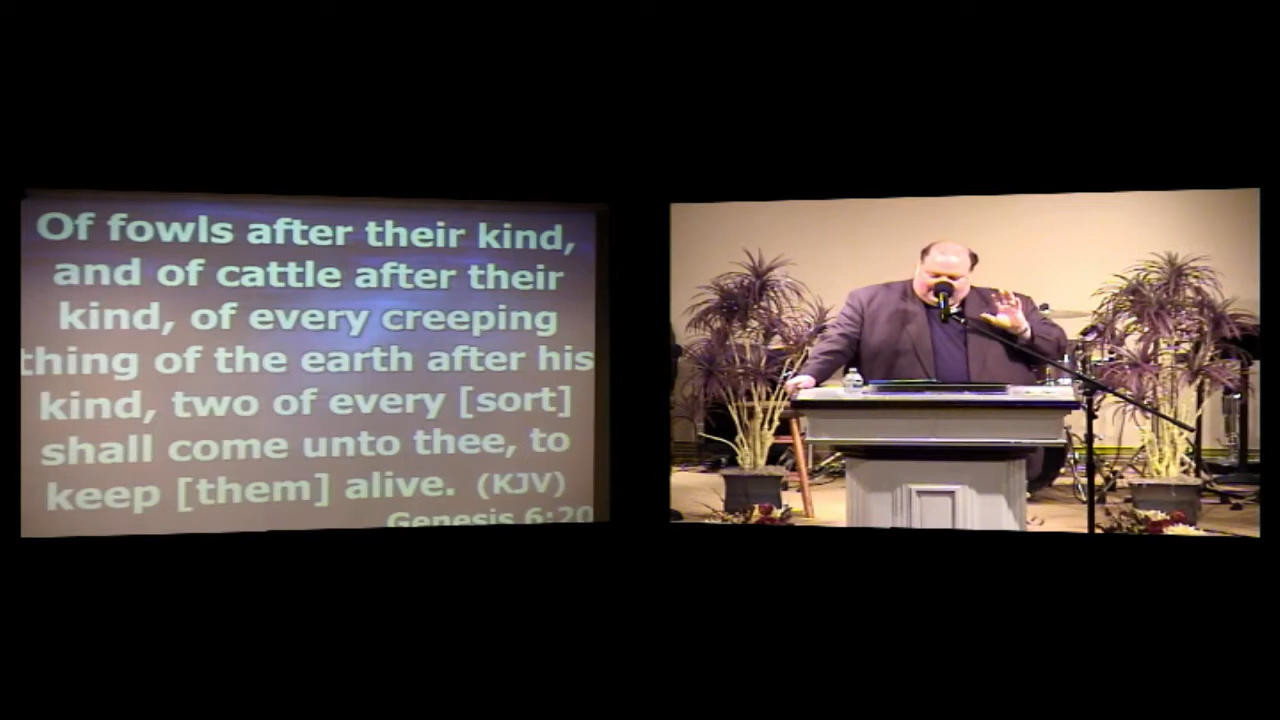 Of fowls after their kind,
and of cattle after their
kind, of every creeping
thing of the earth after his
kind, two of every [sort]
shall come unto thee, to
keep [them] alive. (KJV)
Genesis 6:20